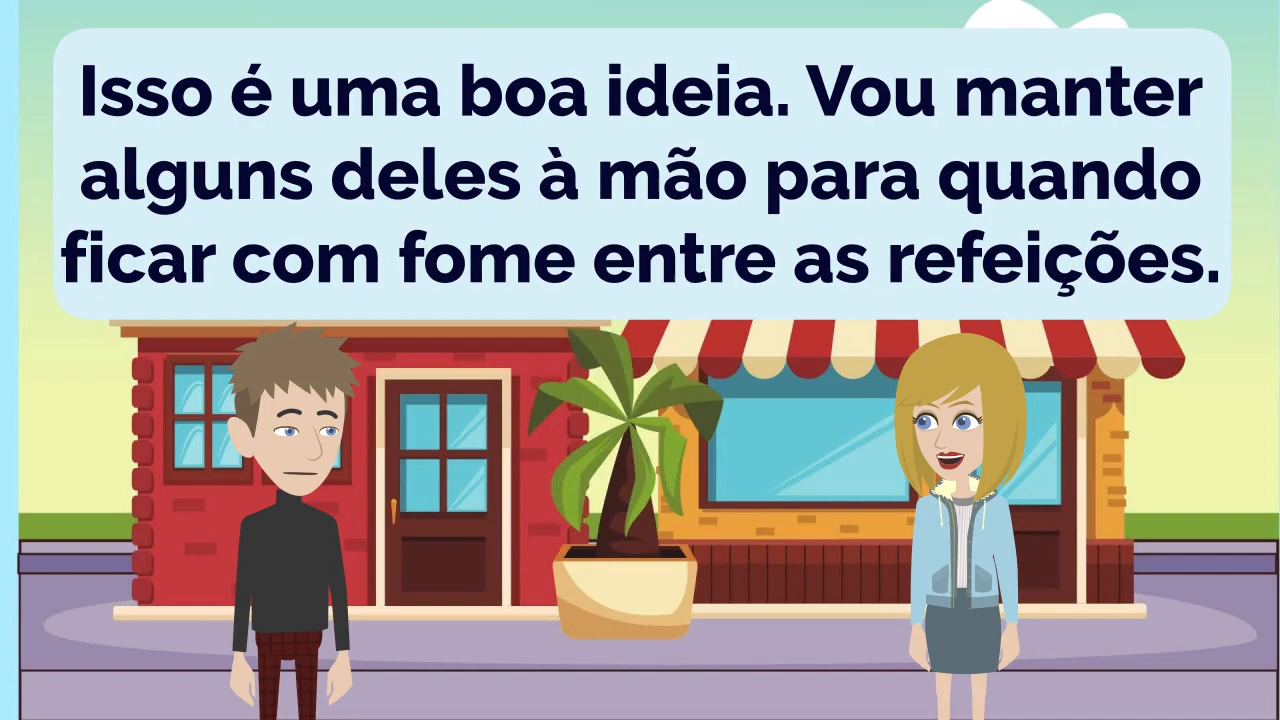 Isso é uma boa ideia. Vou manter
alguns deles à mão para quando
ficar com fome entre as refeições.